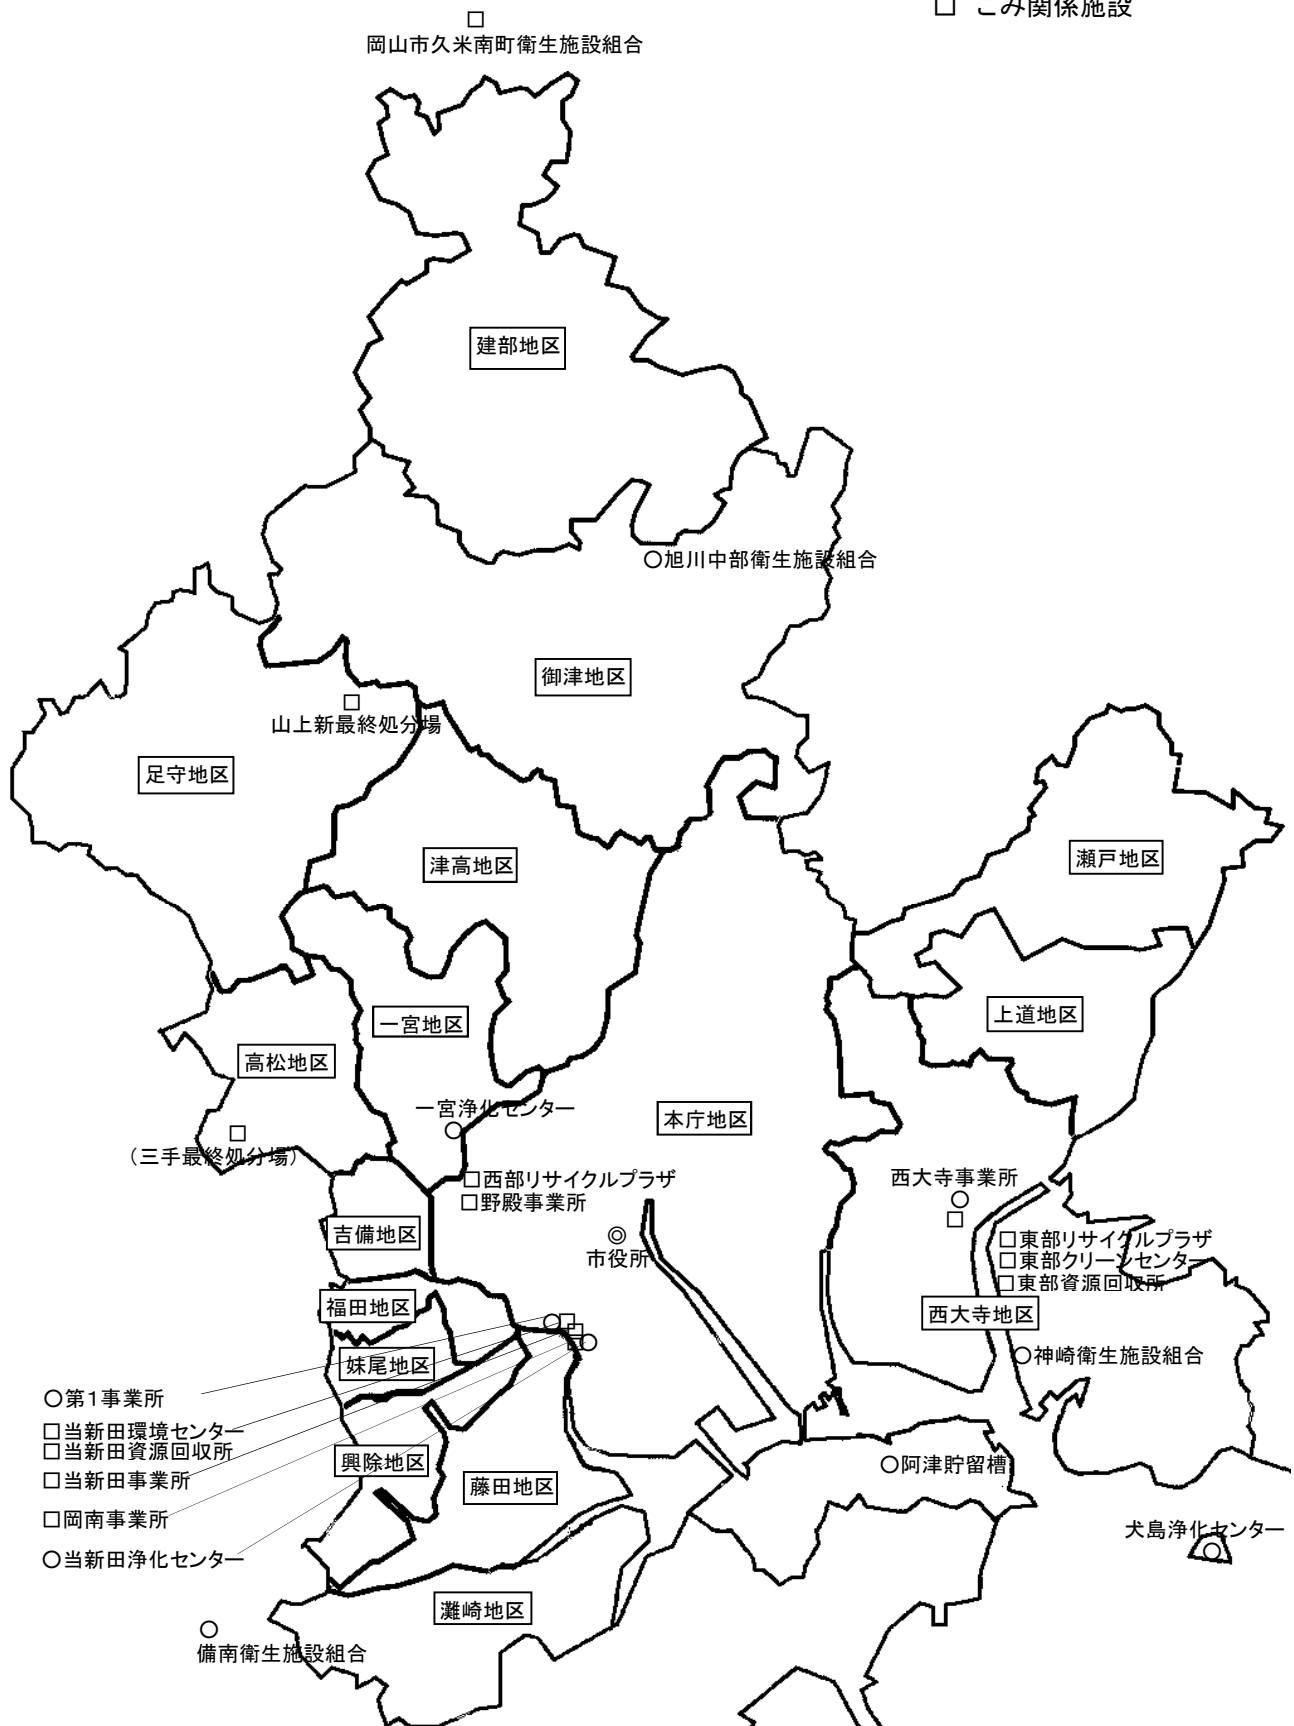 □ ごみ関係施設
□
岡山市久米南町衛生施設組合
建部地区
○旭川中部衛生施設組合
御津地区
□
山上新最終処分場
足守地区
津高地区
瀬戸地区
一宮地区
上道地区
高松地区
一宮浄化センター
○
本庁地区
□
(三手最終処分場)
□西部リサイクルプラザ
□野殿事業所
西大寺事業所
○
□
吉備地区
◎
市役所
□東部リサイクルプラザ
□東部クリーンセンター
□東部資源回収所
福田地区
西大寺地区
妹尾地区
○神崎衛生施設組合
○第1事業所
□当新田環境センター
□当新田資源回収所
□当新田事業所
□岡南事業所
○当新田浄化センター
興除地区
藤田地区
○阿津貯留槽
犬島浄化センター
○
灘崎地区
○
備南衛生施設組合